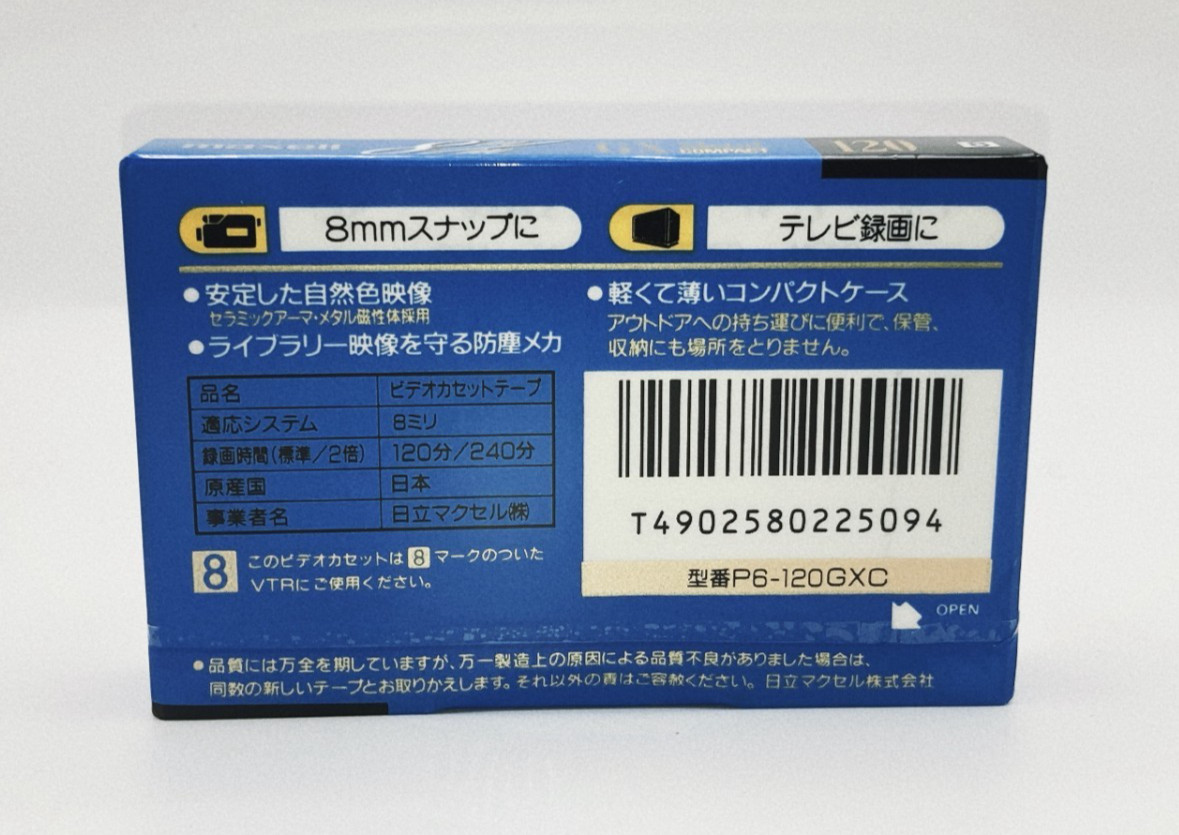 maxell GX COMPACT 120
8mmスナップに
テレビ録画に
●安定した自然色映像
セラミックアーマ・メタル磁性体採用
●ライブラリー映像を守る防塵メカ
●軽くて薄いコンパクトケース
アウトドアへの持ち運びに便利で、保管、
収納にも場所をとりません。
品名 ビデオカセットテープ
適応システム 8ミリ
録画時間(標準/2倍) 120分/240分
原産国 日本
事業者名 日立マクセル㈱
T4902580225094
型番P6-120GXC
8 このビデオカセットは8マークのついた
VTRにご使用ください。
OPEN
●品質には万全を期していますが、万一製造上の原因による品質不良がありました場合は、
同数の新しいテープとお取りかえします。それ以外の責はご容赦ください。日立マクセル株式会社